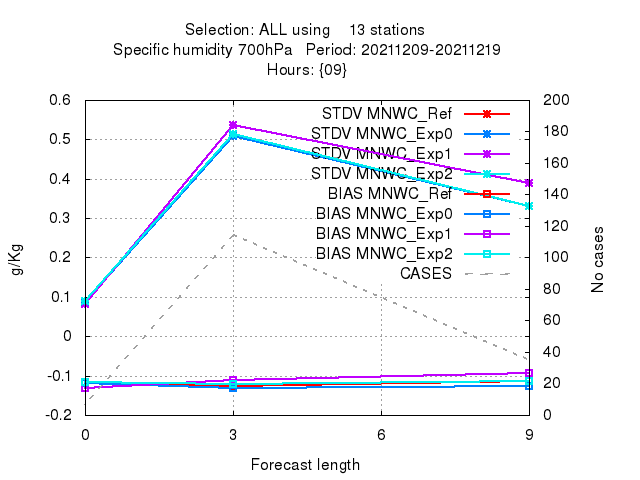 Selection: ALL using    13 stations
Specific humidity 700hPa   Period: 20211209-20211219
Hours: {09}
0.6
0.5
0.4
0.3
0.2
0.1
0
-0.1
-0.2
g/Kg
STDV MNWC_Ref
STDV MNWC_Exp0
STDV MNWC_Exp1
STDV MNWC_Exp2
BIAS MNWC_Ref
BIAS MNWC_Exp0
BIAS MNWC_Exp1
BIAS MNWC_Exp2
CASES
200
180
160
140
120
100
80
60
40
20
0
No cases
0 3 6 9
Forecast length